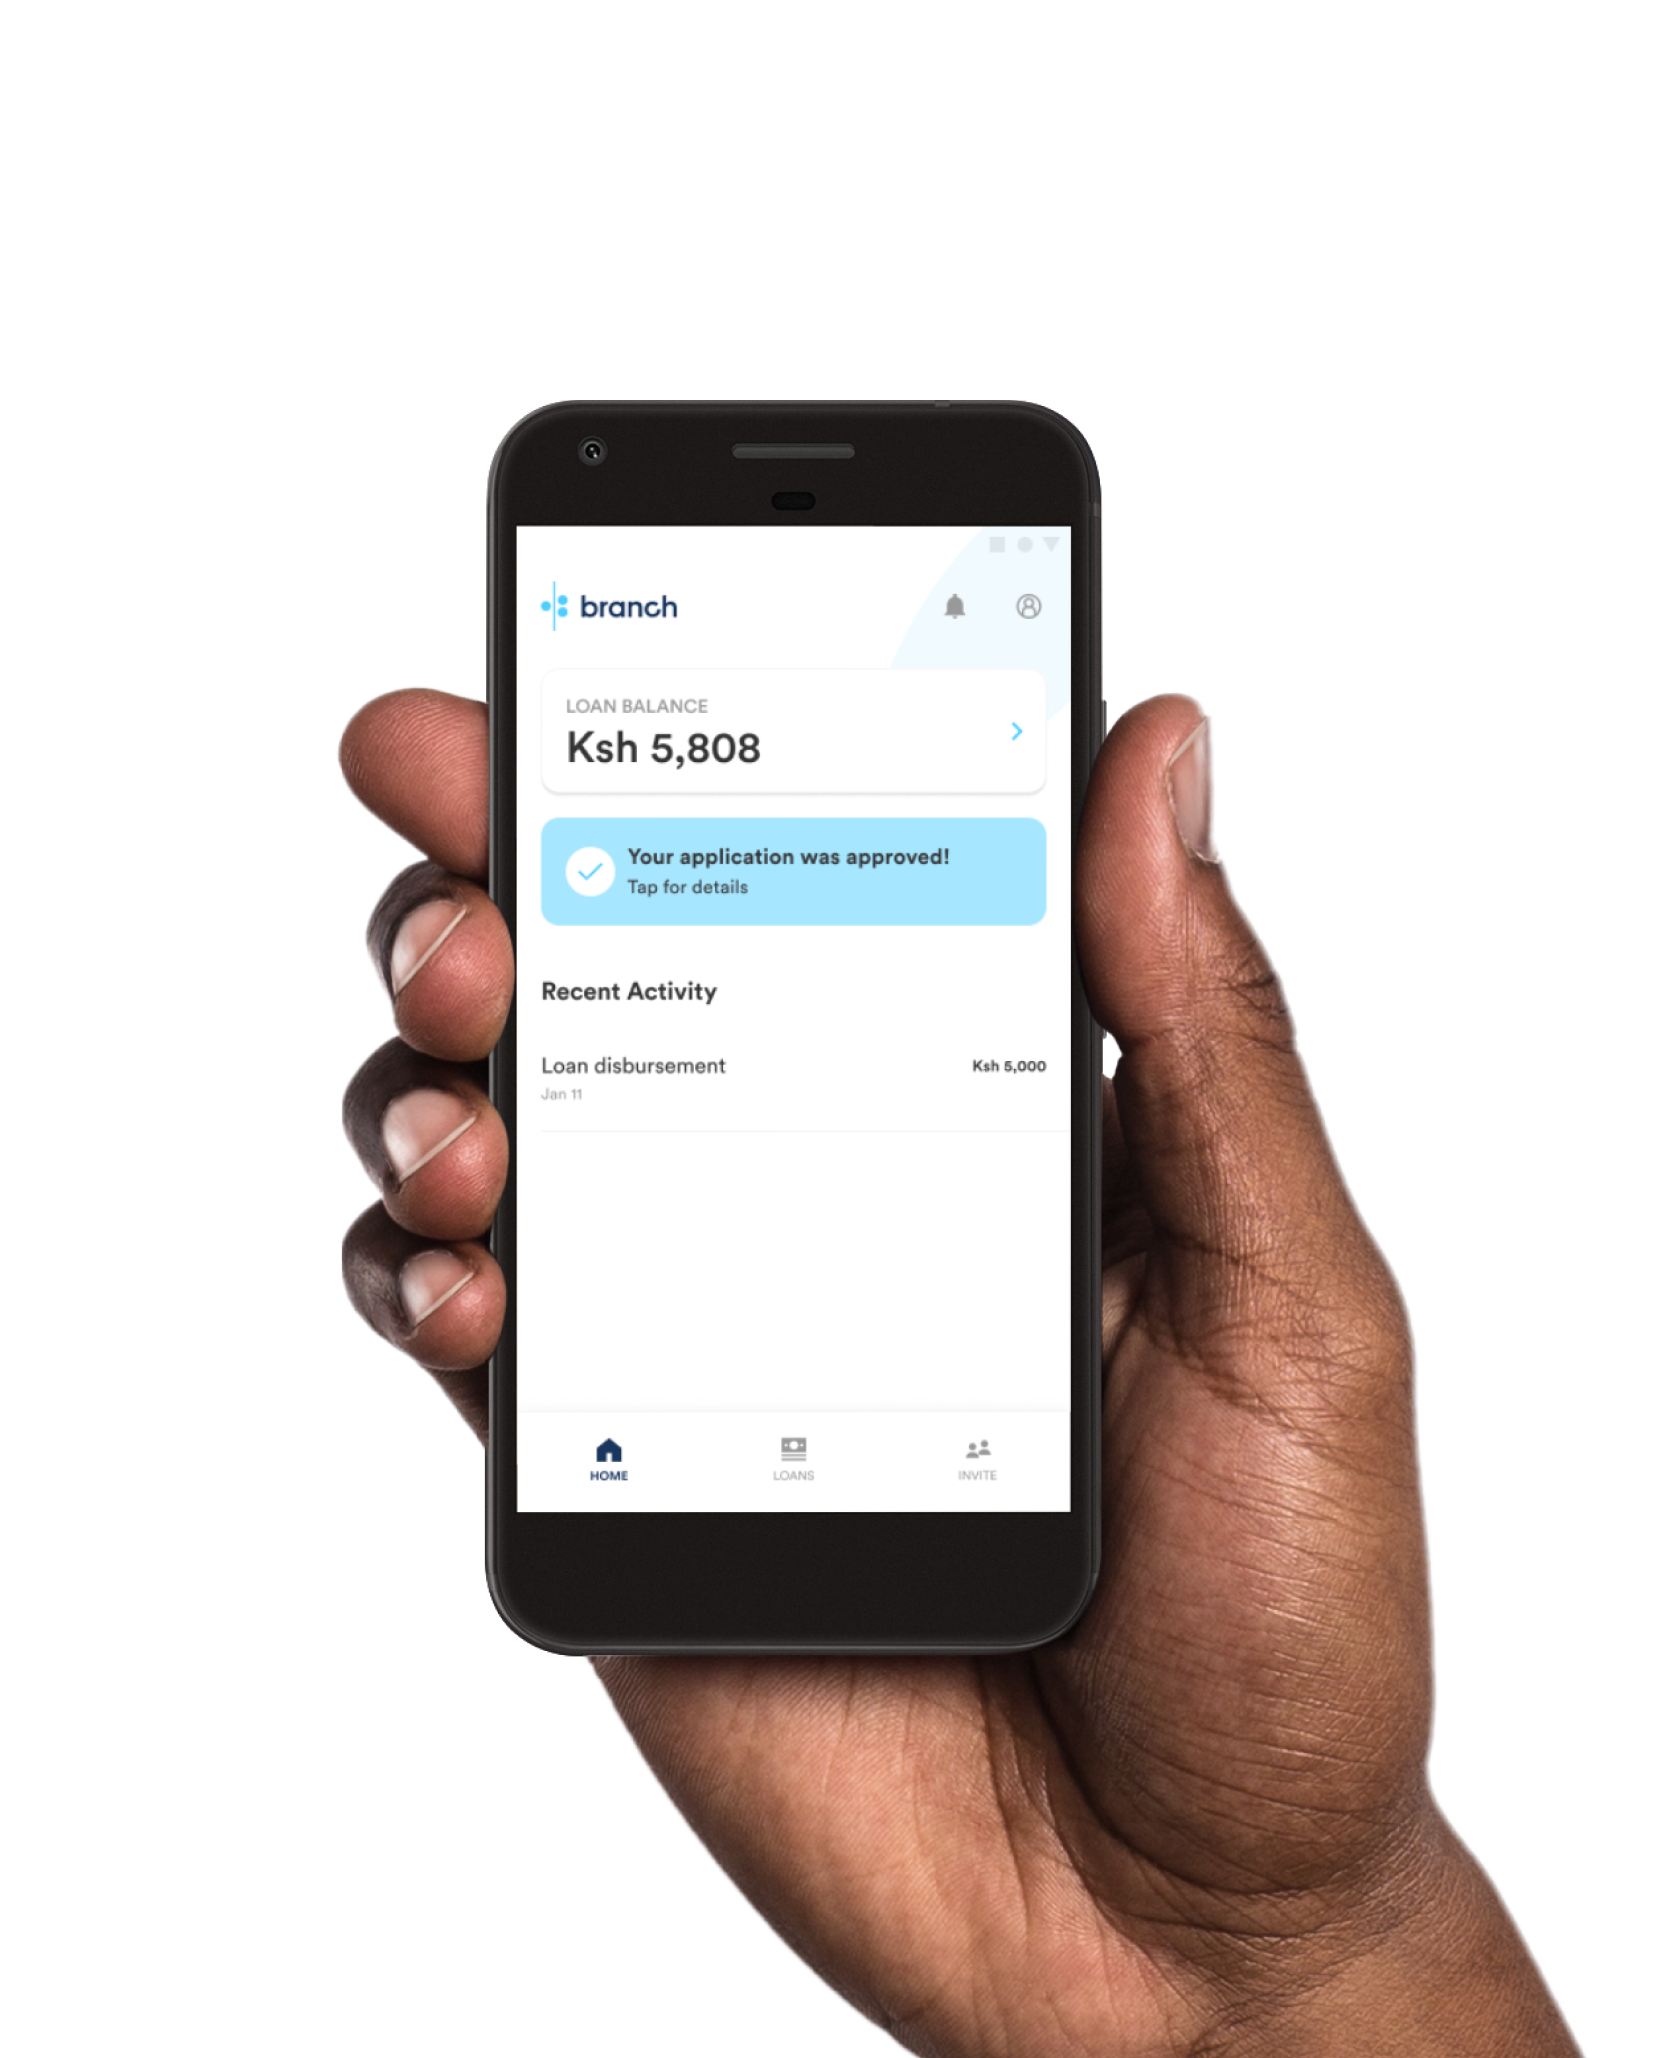 branch
LOAN BALANCE
Ksh 5,808
Your application was approved!
Tap for details
Recent Activity
Loan disbursement
Ksh 5,000
Jan 11
HOME
LOANS
INVITE